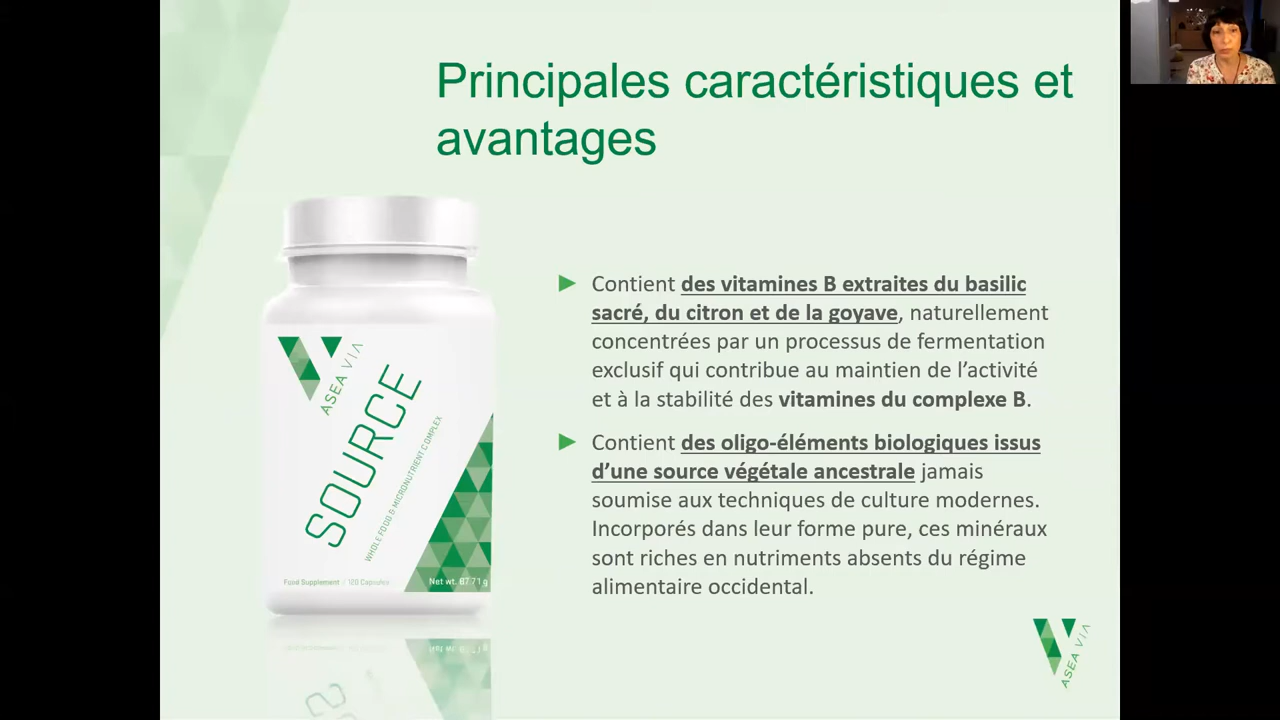 Principales caractéristiques et
avantages
Contient des vitamines B extraites du basilic
sacré, du citron et de la goyave, naturellement
concentrées par un processus de fermentation
exclusif qui contribue au maintien de l’activité
et à la stabilité des vitamines du complexe B.
Contient des oligo-éléments biologiques issus
d’une source végétale ancestrale jamais
soumise aux techniques de culture modernes.
Incorporés dans leur forme pure, ces minéraux
sont riches en nutriments absents du régime
alimentaire occidental.
ASEA VIA
SOURCE
WHOLE FOOD & MICRONUTRIENT COMPLEX
Food Supplement | 120 Capsules
Net wt. 87.71 g
ASEA VIA